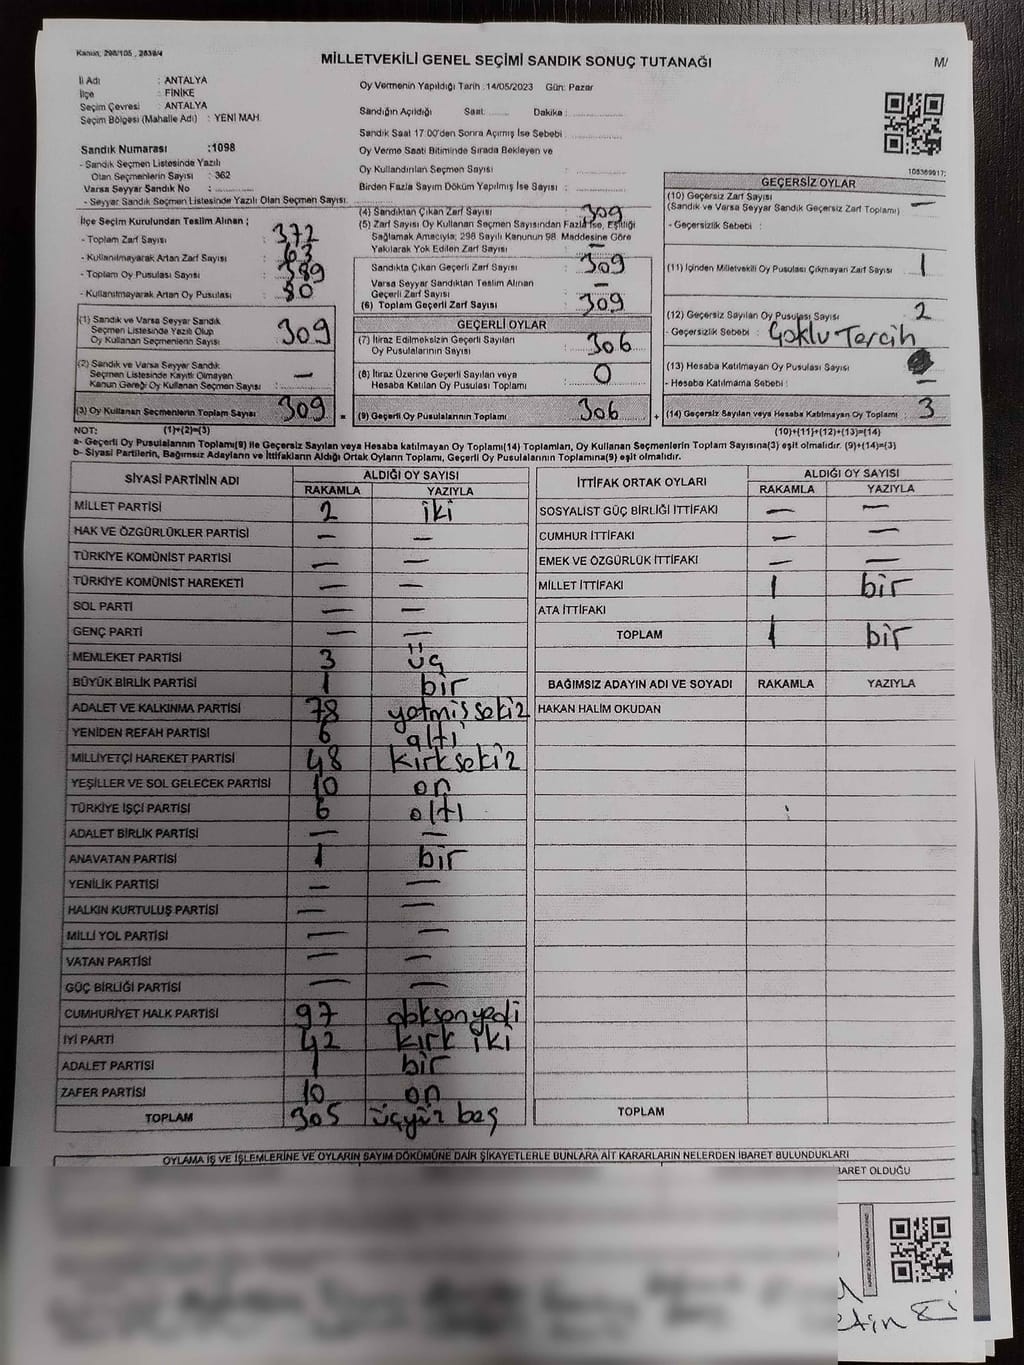 Kanun, 298/105 , 2839/4
MİLLETVEKİLİ GENEL SEÇİMİ SANDIK SONUÇ TUTANAĞI
M/
İl Adı : ANTALYA
İlçe : FİNİKE
Seçim Çevresi : ANTALYA
Seçim Bölgesi (Mahalle Adı) : YENİ MAH.
Oy Vermenin Yapıldığı Tarih :14/05/2023 Gün: Pazar
Sandığın Açıldığı Saat: Dakika :
Sandık Saat 17:00'den Sonra Açılmış İse Sebebi :
Sandık Numarası :1098
- Sandık Seçmen Listesinde Yazılı
Olan Seçmenlerin Sayısı : 362
Varsa Seyyar Sandık No :
- Seyyar Sandık Seçmen Listesinde Yazılı Olan Seçmen Sayısı:
Oy Verme Saati Bitiminde Sırada Bekleyen ve
Oy Kullandırılan Seçmen Sayısı :
Birden Fazla Sayım Döküm Yapılmış İse Sayısı :
İlçe Seçim Kurulundan Teslim Alınan ;
- Toplam Zarf Sayısı : 372
- Kullanılmayarak Artan Zarf Sayısı : 63
- Toplam Oy Pusulası Sayısı : 389
- Kullanılmayarak Artan Oy Pusulası : 80
(1) Sandık ve Varsa Seyyar Sandık
Seçmen Listesinde Yazılı Olup
Oy Kullanan Seçmenlerin Sayısı : 309
(2) Sandık ve Varsa Seyyar Sandık
Seçmen Listesinde Kayıtlı Olmayan
Kanun Gereği Oy Kullanan Seçmen Sayısı : —
(3) Oy Kullanan Seçmenlerin Toplam Sayısı : 309 =
(4) Sandıktan Çıkan Zarf Sayısı : 309
(5) Zarf Sayısı Oy Kullanan Seçmen Sayısından Fazla İse, Eşitliği
Sağlamak Amacıyla; 298 Sayılı Kanunun 98. Maddesine Göre
Yakılarak Yok Edilen Zarf Sayısı : —
Sandıkta Çıkan Geçerli Zarf Sayısı : 309
Varsa Seyyar Sandıktan Teslim Alınan
Geçerli Zarf Sayısı : —
(6) Toplam Geçerli Zarf Sayısı : 309
GEÇERLİ OYLAR
(7) İtiraz Edilmeksizin Geçerli Sayılan
Oy Pusulalarının Sayısı : 306
(8) İtiraz Üzerine Geçerli Sayılan veya
Hesaba Katılan Oy Pusulası Toplamı : 0
(9) Geçerli Oy Pusulalarının Toplamı : 306 +
GEÇERSİZ OYLAR
(10) Geçersiz Zarf Sayısı
(Sandık ve Varsa Seyyar Sandık Geçersiz Zarf Toplamı) : —
- Geçersizlik Sebebi :
(11) İçinden Milletvekili Oy Pusulası Çıkmayan Zarf Sayısı : 1
(12) Geçersiz Sayılan Oy Pusulası Sayısı : 2
- Geçersizlik Sebebi : Çoklu Tercih
(13) Hesaba Katılmayan Oy Pusulası Sayısı
- Hesaba Katılmama Sebebi : —
(14) Geçersiz Sayılan veya Hesaba Katılmayan Oy Toplamı : 3
NOT: (1)+(2)=(3) (10)+(11)+(12)+(13)=(14)
a- Geçerli Oy Pusulalarının Toplamı(9) ile Geçersiz Sayılan veya Hesaba katılmayan Oy Toplamı(14) Toplamları, Oy Kullanan Seçmenlerin Toplam Sayısına(3) eşit olmalıdır. (9)+(14)=(3)
b- Siyasi Partilerin, Bağımsız Adayların ve İttifakların Aldığı Ortak Oyların Toplamı, Geçerli Oy Pusulalarının Toplamına(9) eşit olmalıdır.
SİYASİ PARTİNİN ADI ALDIĞI OY SAYISI
RAKAMLA YAZIYLA
MİLLET PARTİSİ 2 iki
HAK VE ÖZGÜRLÜKLER PARTİSİ — —
TÜRKİYE KOMÜNİST PARTİSİ — —
TÜRKİYE KOMÜNİST HAREKETİ — —
SOL PARTİ — —
GENÇ PARTİ — —
MEMLEKET PARTİSİ 3 üç
BÜYÜK BİRLİK PARTİSİ 1 bir
ADALET VE KALKINMA PARTİSİ 78 yetmiş sekiz
YENİDEN REFAH PARTİSİ 6 altı
MİLLİYETÇİ HAREKET PARTİSİ 48 kırk sekiz
YEŞİLLER VE SOL GELECEK PARTİSİ 10 on
TÜRKİYE İŞÇİ PARTİSİ 6 altı
ADALET BİRLİK PARTİSİ — —
ANAVATAN PARTİSİ 1 bir
YENİLİK PARTİSİ — —
HALKIN KURTULUŞ PARTİSİ — —
MİLLİ YOL PARTİSİ — —
VATAN PARTİSİ — —
GÜÇ BİRLİĞİ PARTİSİ — —
CUMHURİYET HALK PARTİSİ 97 doksan yedi
İYİ PARTİ 42 kırk iki
ADALET PARTİSİ 1 bir
ZAFER PARTİSİ 10 on
TOPLAM 305 üçyüz beş
İTTİFAK ORTAK OYLARI ALDIĞI OY SAYISI
RAKAMLA YAZIYLA
SOSYALİST GÜÇ BİRLİĞİ İTTİFAKI — —
CUMHUR İTTİFAKI — —
EMEK VE ÖZGÜRLÜK İTTİFAKI — —
MİLLET İTTİFAKI 1 bir
ATA İTTİFAKI
TOPLAM 1 bir
BAĞIMSIZ ADAYIN ADI VE SOYADI RAKAMLA YAZIYLA
HAKAN HALİM OKUDAN
TOPLAM
OYLAMA İŞ VE İŞLEMLERİNE VE OYLARIN SAYIM DÖKÜMÜNE DAİR ŞİKAYETLERLE BUNLARA AİT KARARLARIN NELERDEN İBARET BULUNDUKLARI
BARET OLDUĞU